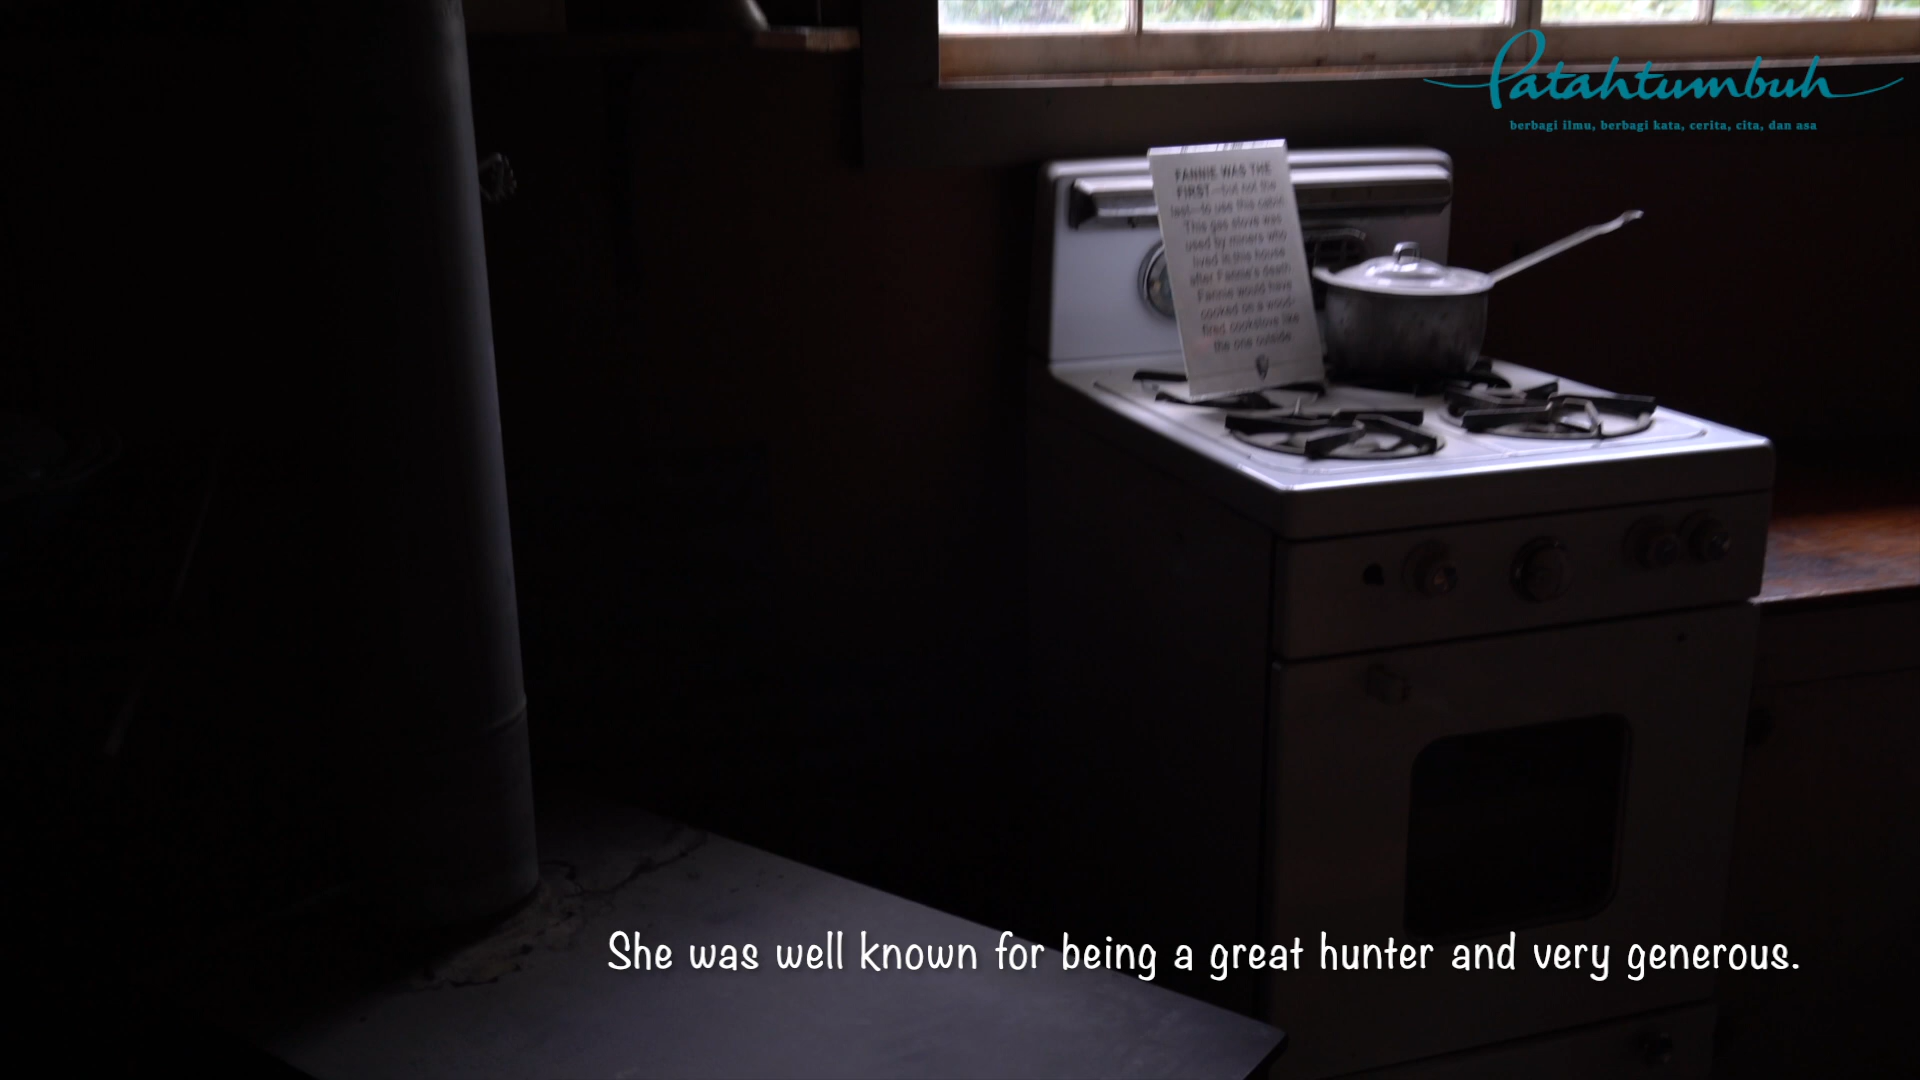 Patahtumbuh
berbagi ilmu, berbagi kata, cerita, cita, dan asa
FANNIE WAS THE
FIRST—but not the
last—to use this cabin.
This gas stove was
used by miners who
lived in this house
after Fannie's death.
Fannie would have
cooked on a wood-
fired cookstove like
the one outside.
She was well known for being a great hunter and very generous.